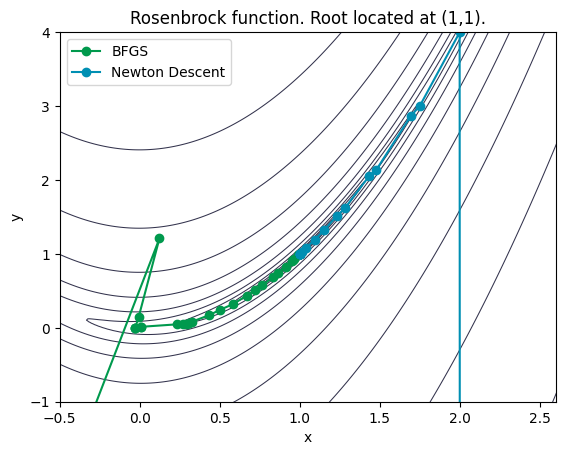 Rosenbrock function. Root located at (1,1).
BFGS
Newton Descent
y
4
3
2
1
0
−1
−0.5
0.0
0.5
1.0
1.5
2.0
2.5
x